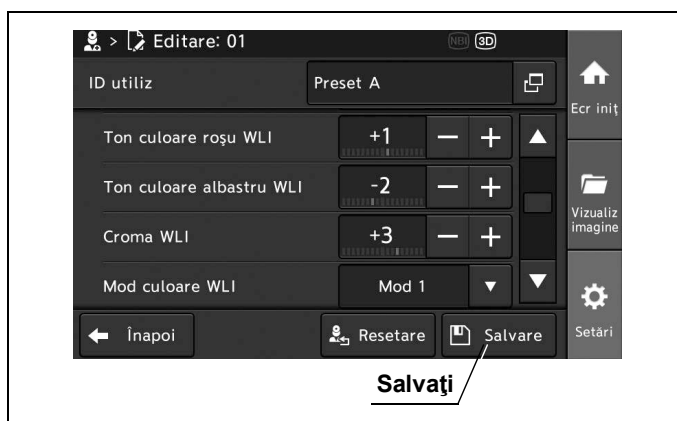 > Editare: 01
NBI 3D
ID utiliz
Preset A
Ecr iniţ
Ton culoare roşu WLI
+1
Ton culoare albastru WLI
-2
Croma WLI
+3
Mod culoare WLI
Mod 1
Vizualiz
imagine
Înapoi
Resetare
Salvare
Setări
Salvaţi